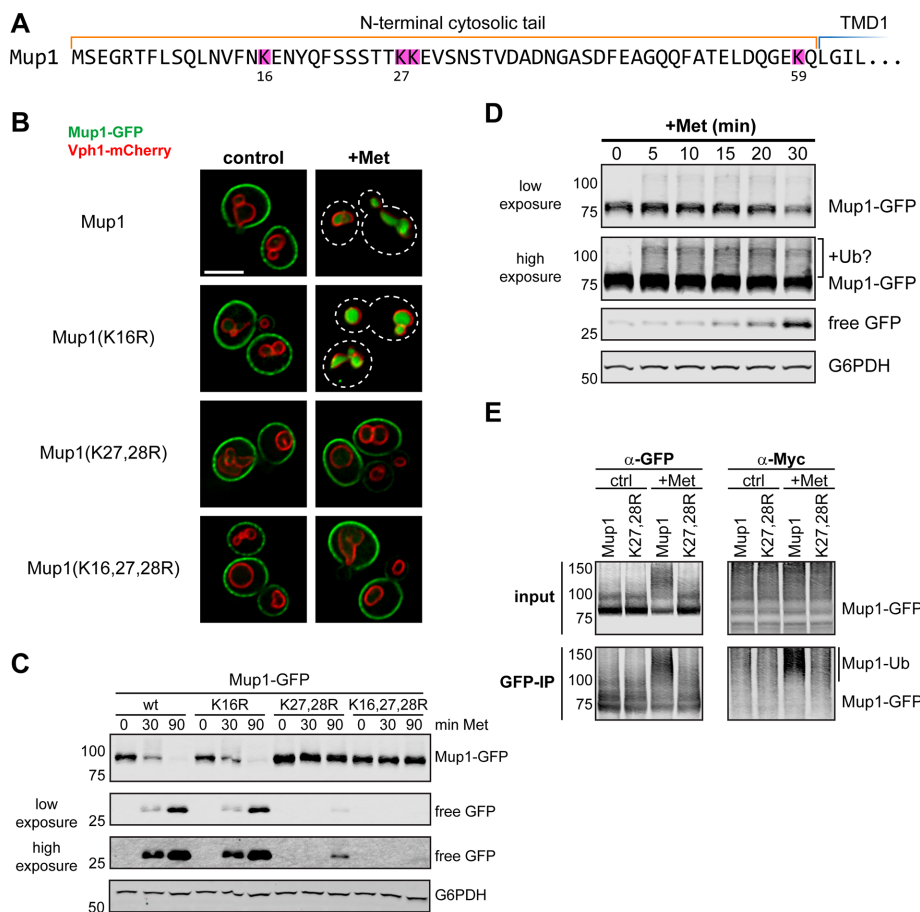 A
N-terminal cytosolic tail
TMD1
Mup1 MSEGRTFLSQLNVFNKENYQFSSSTTKKEVSNSTVDADNGASDFEAGQQFATELDQGEKQLGIL...
16 27 59
B
Mup1-GFP
Vph1-mCherry
control +Met
Mup1
Mup1(K16R)
Mup1(K27,28R)
Mup1(K16,27,28R)
C
Mup1-GFP
wt K16R K27,28R K16,27,28R
0 30 90 0 30 90 0 30 90 0 30 90 min Met
100
75
Mup1-GFP
low
exposure
25
free GFP
high
exposure
25
free GFP
50
G6PDH
D
+Met (min)
0 5 10 15 20 30
low
exposure
100
75
Mup1-GFP
high
exposure
100
75
+Ub?
Mup1-GFP
25
free GFP
50
G6PDH
E
α-GFP α-Myc
ctrl +Met ctrl +Met
Mup1 K27,28R Mup1 K27,28R Mup1 K27,28R Mup1 K27,28R
input
150
100
75
150
100
75
Mup1-GFP
GFP-IP
150
100
75
150
100
75
Mup1-Ub
Mup1-GFP